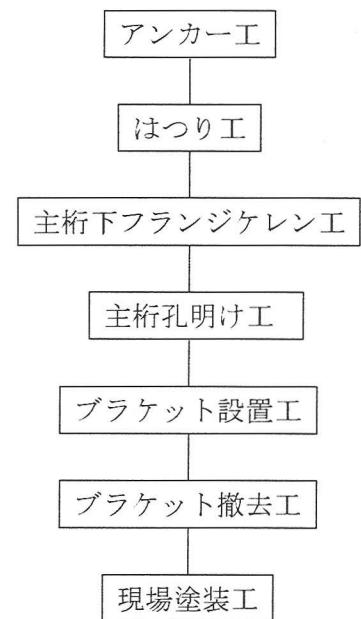 アンカー工
はつり工
主桁下フランジケレン工
主桁孔明け工
ブラケット設置工
ブラケット撤去工
現場塗装工